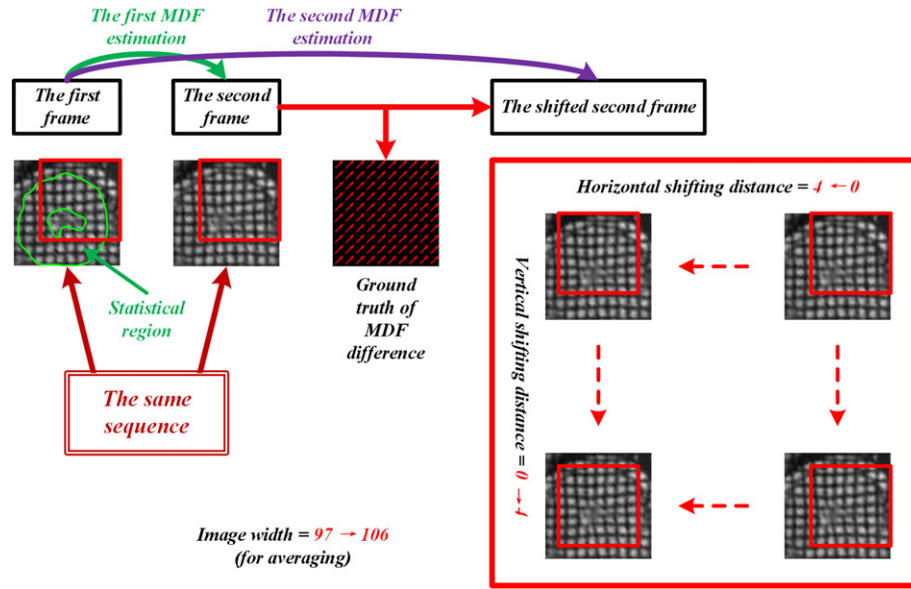 The first MDF
estimation
The second MDF
estimation
The first
frame
The second
frame
The shifted second frame
Statistical
region
The same
sequence
Ground
truth of
MDF
difference
Image width = 97 → 106
(for averaging)
Horizontal shifting distance = 4 ← 0
Vertical shifting distance = 0 → 4